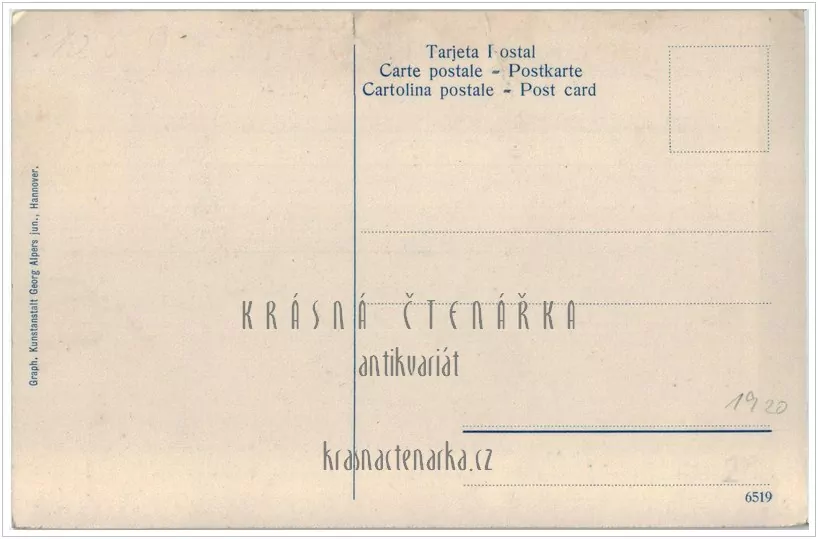 Tarjeta Postal
Carte postale - Postkarte
Cartolina postale - Post card
Graph. Kunstanstalt Georg Alpers jun., Hannover.
KRÁSNÁ ČTENÁŘKA
antikvariát
krasnactenarka.cz
1920
6519